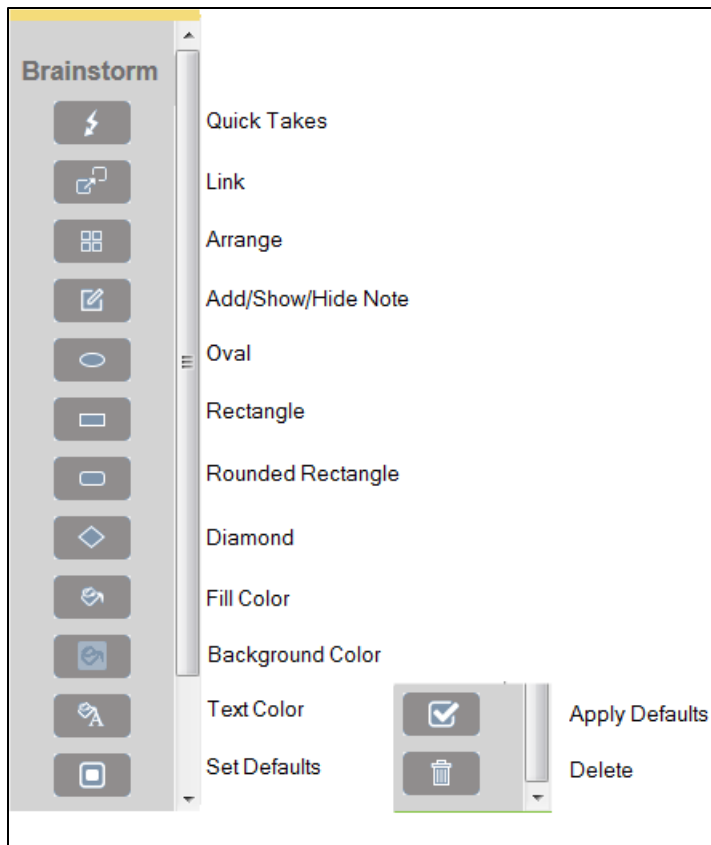 Brainstorm
Quick Takes
Link
Arrange
Add/Show/Hide Note
Oval
Rectangle
Rounded Rectangle
Diamond
Fill Color
Background Color
Text Color
Set Defaults
Apply Defaults
Delete